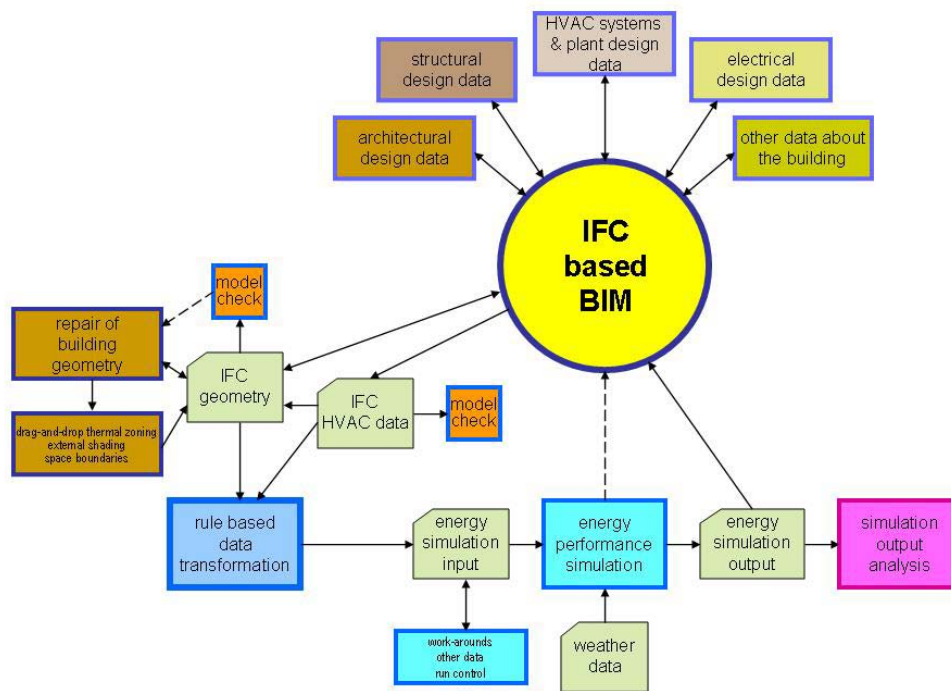 HVAC systems
& plant design
data
structural
design data
electrical
design data
architectural
design data
other data about
the building
IFC
based
BIM
model
check
repair of
building
geometry
IFC
geometry
IFC
HVAC data
model
check
drag-and-drop thermal zoning
external shading
space boundaries
rule based
data
transformation
energy
simulation
input
energy
performance
simulation
energy
simulation
output
simulation
output
analysis
work-arounds
other data
run control
weather
data